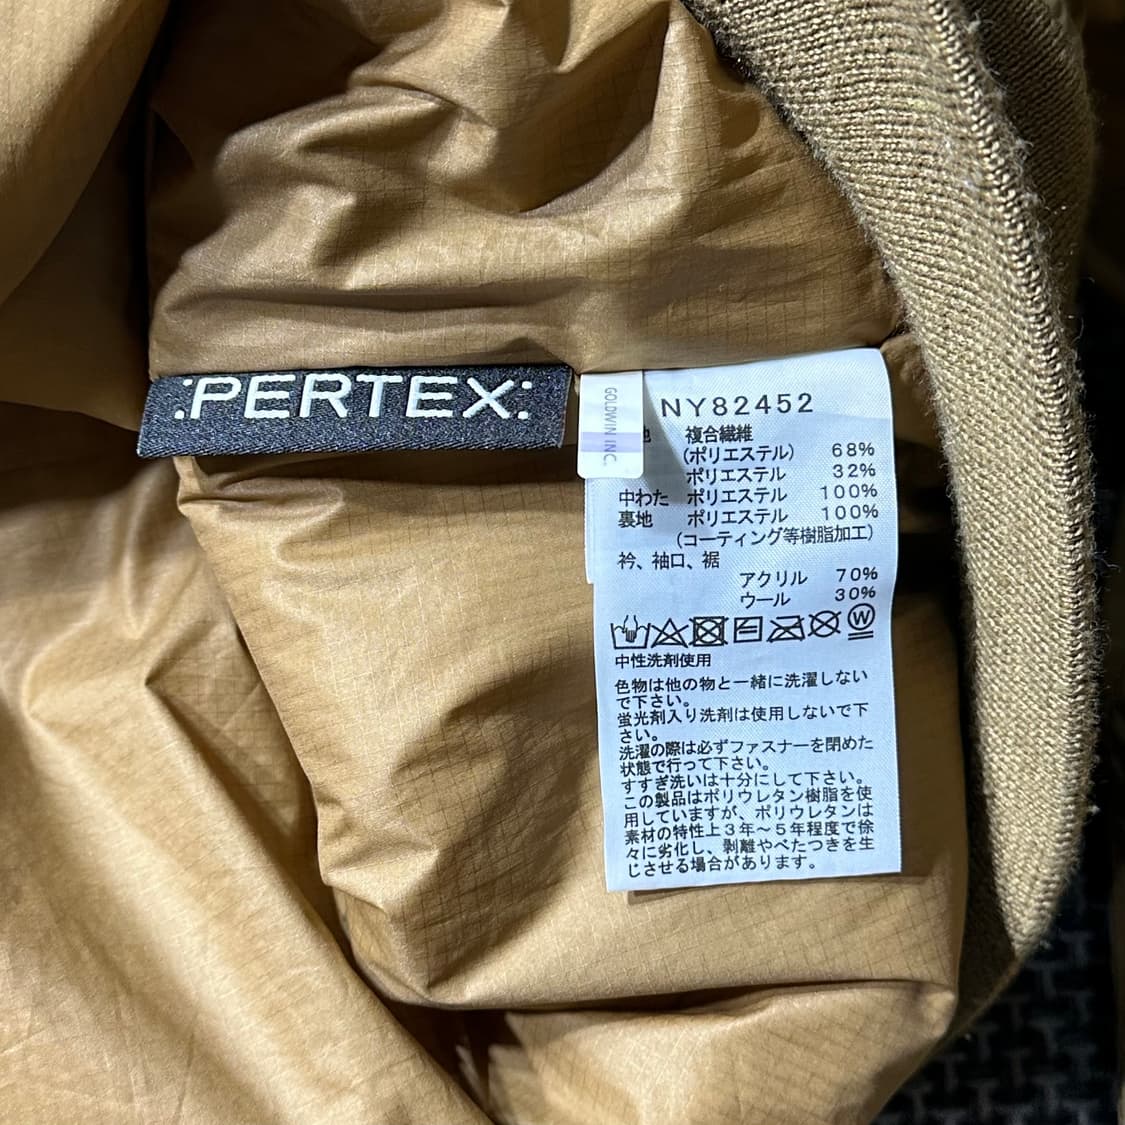 :PERTEX:
GOLDWIN INC.
NY82452
地 複合繊維
(ポリエステル) 68%
ポリエステル 32%
中わた ポリエステル 100%
裏地 ポリエステル 100%
(コーティング等樹脂加工)
衿、袖口、裾
アクリル 70%
ウール 30%
W
中性洗剤使用
色物は他の物と一緒に洗濯しない
で下さい。
蛍光剤入り洗剤は使用しないで下
さい。
洗濯の際は必ずファスナーを閉めた
状態で行って下さい。
すすぎ洗いは十分にして下さい。
この製品はポリウレタン樹脂を使
用していますが、ポリウレタンは
素材の特性上3年～5年程度で徐
々に劣化し、剥離やべたつきを生
じさせる場合があります。